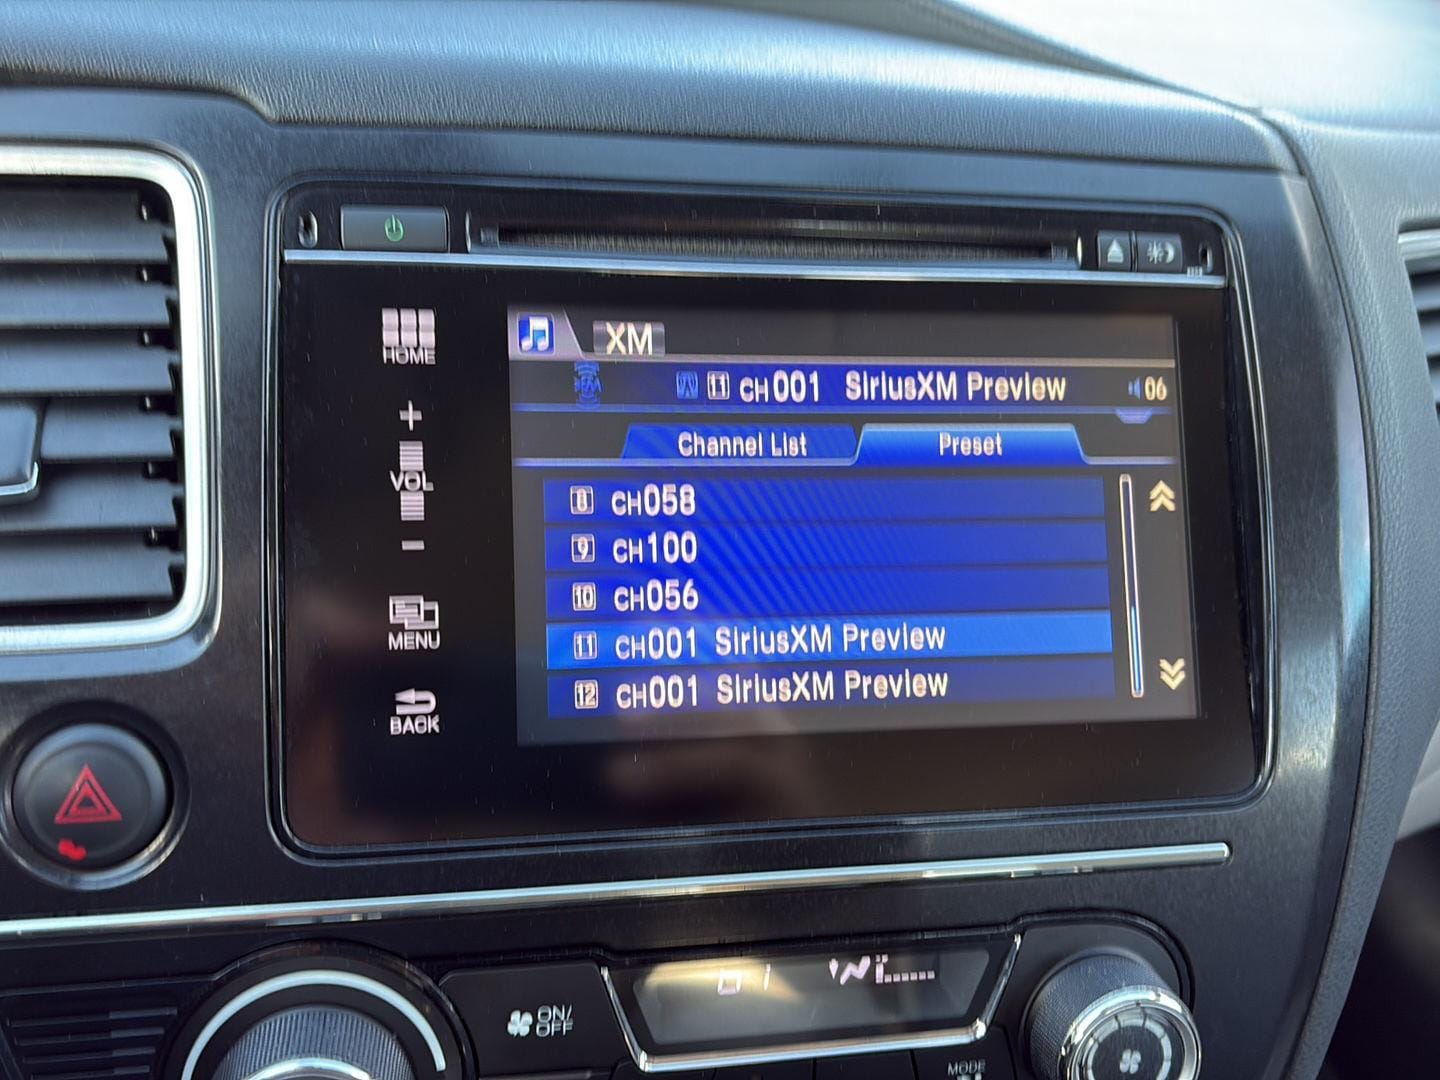 HOME
+
VOL
-
MENU
BACK
XM
11 CH001 SiriusXM Preview 06
Channel List Preset
8 CH058
9 CH100
10 CH056
11 CH001 SiriusXM Preview
12 CH001 SiriusXM Preview
ON/
OFF
MODE